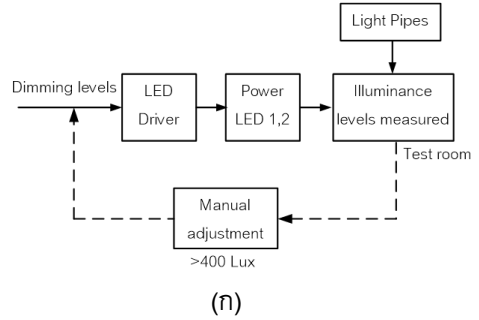 Light Pipes
Dimming levels
LED
Driver
Power
LED 1,2
Illuminance
levels measured
Test room
Manual
adjustment
>400 Lux
(ก)